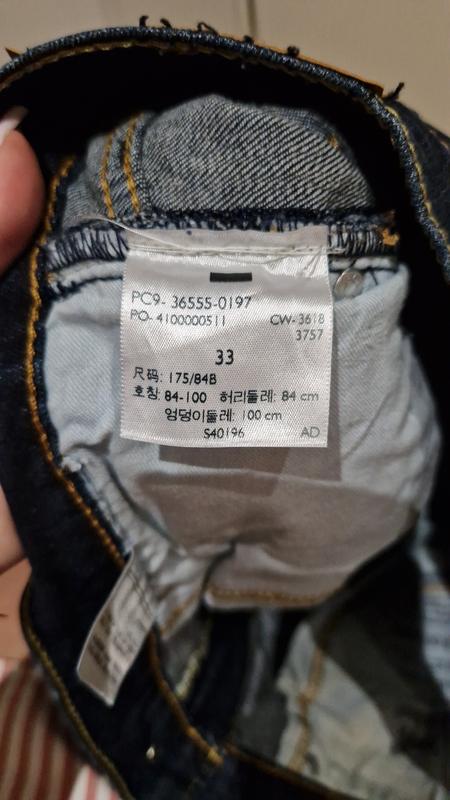 PC9- 36555-0197
PO- 4100000511 CW- 3618
3757
33
尺码: 175/84B
호칭: 84-100 허리둘레: 84 cm
엉덩이둘레: 100 cm
S40196 AD